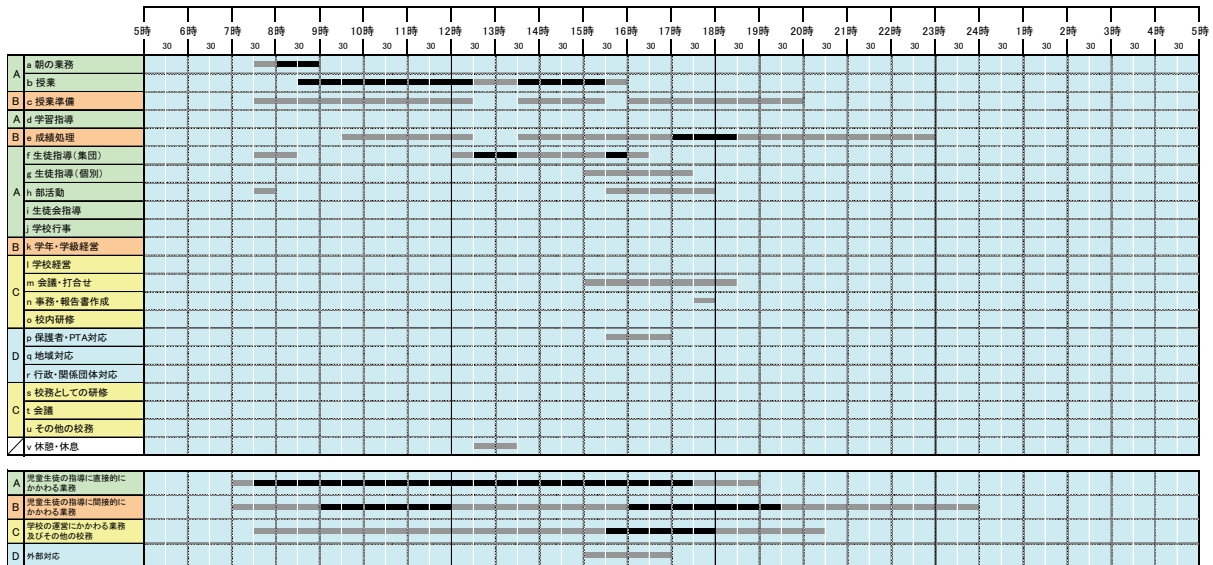 5時 6時 7時 8時 9時 10時 11時 12時 13時 14時 15時 16時 17時 18時 19時 20時 21時 22時 23時 24時 1時 2時 3時 4時 5時
30 30 30 30 30 30 30 30 30 30 30 30 30 30 30 30 30 30 30 30 30 30 30 30
A
a 朝の業務
b 授業
B c 授業準備
A d 学習指導
B e 成績処理
A
f 生徒指導(集団)
g 生徒指導(個別)
h 部活動
i 生徒会指導
j 学校行事
B k 学年・学級経営
C
l 学校経営
m 会議・打合せ
n 事務・報告書作成
o 校内研修
D
p 保護者・PTA対応
q 地域対応
r 行政・関係団体対応
C
s 校務としての研修
t 会議
u その他の校務
v 休憩・休息
A 児童生徒の指導に直接的に
かかわる業務
B 児童生徒の指導に間接的に
かかわる業務
C 学校の運営にかかわる業務
及びその他の校務
D 外部対応